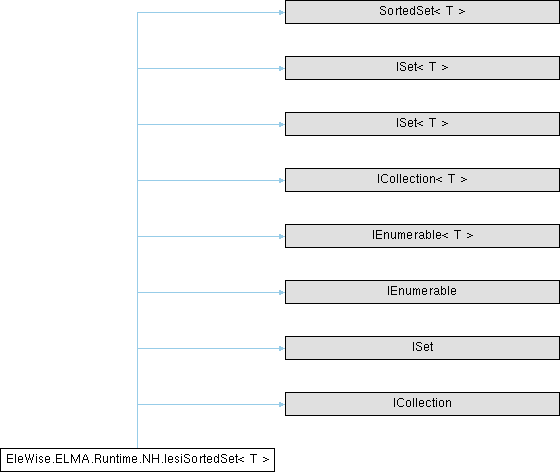 SortedSet< T >
ISet< T >
ISet< T >
ICollection< T >
IEnumerable< T >
IEnumerable
ISet
ICollection
EleWise.ELMA.Runtime.NH.IesiSortedSet< T >